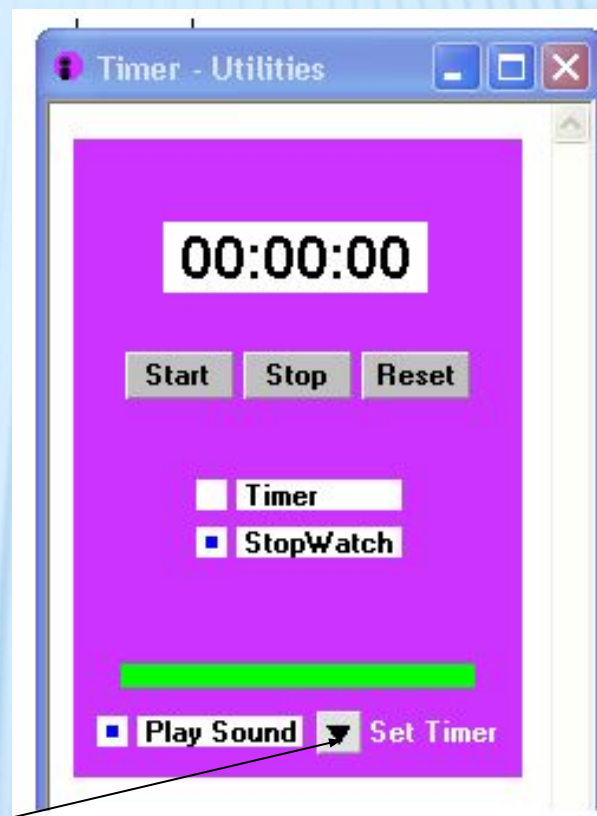 Timer - Utilities
00:00:00
Start Stop Reset
Timer
StopWatch
Play Sound Set Timer